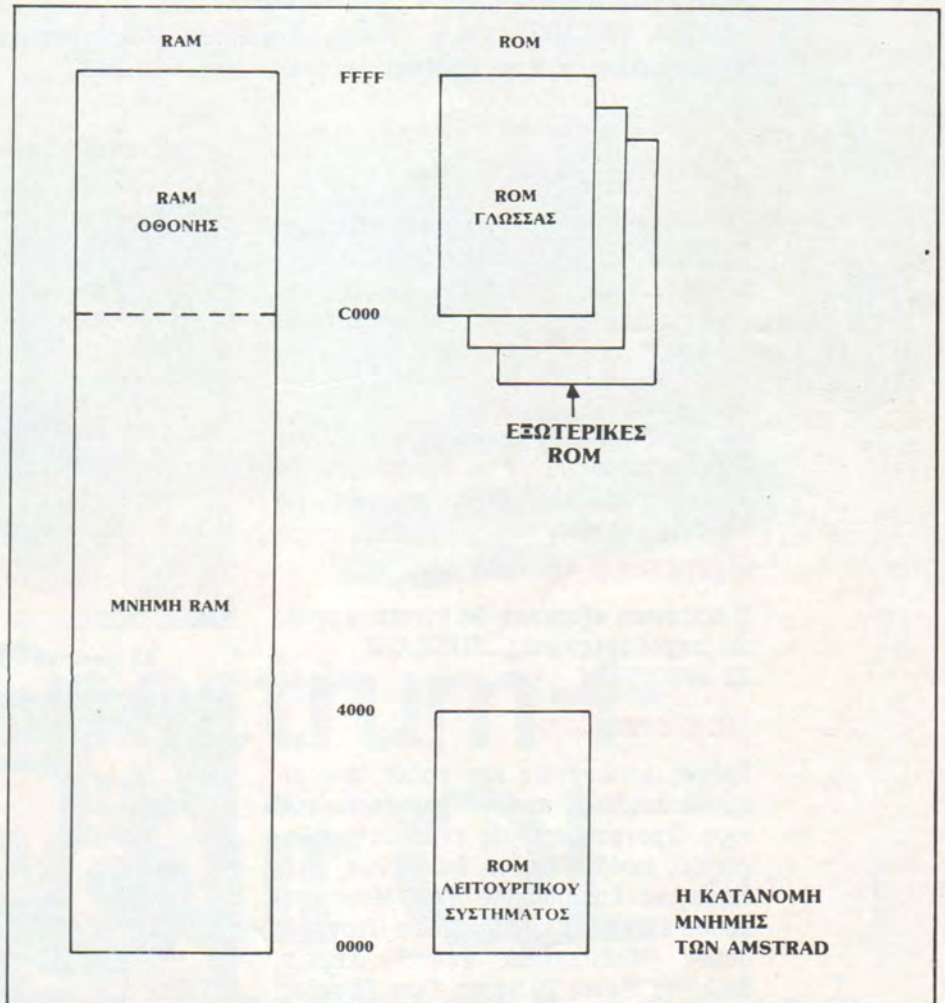 RAM
FFFF
ROM
RAM
ΟΘΟΝΗΣ
ROM
ΓΛΩΣΣΑΣ
C000
ΕΞΩΤΕΡΙΚΕΣ
ROM
ΜΝΗΜΗ RAM
4000
ROM
ΛΕΙΤΟΥΡΓΙΚΟΥ
ΣΥΣΤΗΜΑΤΟΣ
0000
Η ΚΑΤΑΝΟΜΗ
ΜΝΗΜΗΣ
ΤΩΝ AMSTRAD